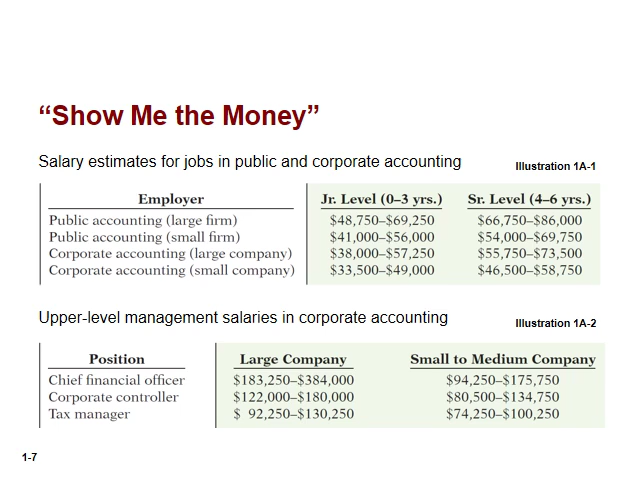 “Show Me the Money”
Salary estimates for jobs in public and corporate accounting Illustration 1A-1
Employer Jr. Level (0–3 yrs.) Sr. Level (4–6 yrs.)
Public accounting (large firm) $48,750–$69,250 $66,750–$86,000
Public accounting (small firm) $41,000–$56,000 $54,000–$69,750
Corporate accounting (large company) $38,000–$57,250 $55,750–$73,500
Corporate accounting (small company) $33,500–$49,000 $46,500–$58,750
Upper-level management salaries in corporate accounting Illustration 1A-2
Position Large Company Small to Medium Company
Chief financial officer $183,250–$384,000 $94,250–$175,750
Corporate controller $122,000–$180,000 $80,500–$134,750
Tax manager $ 92,250–$130,250 $74,250–$100,250
1-7